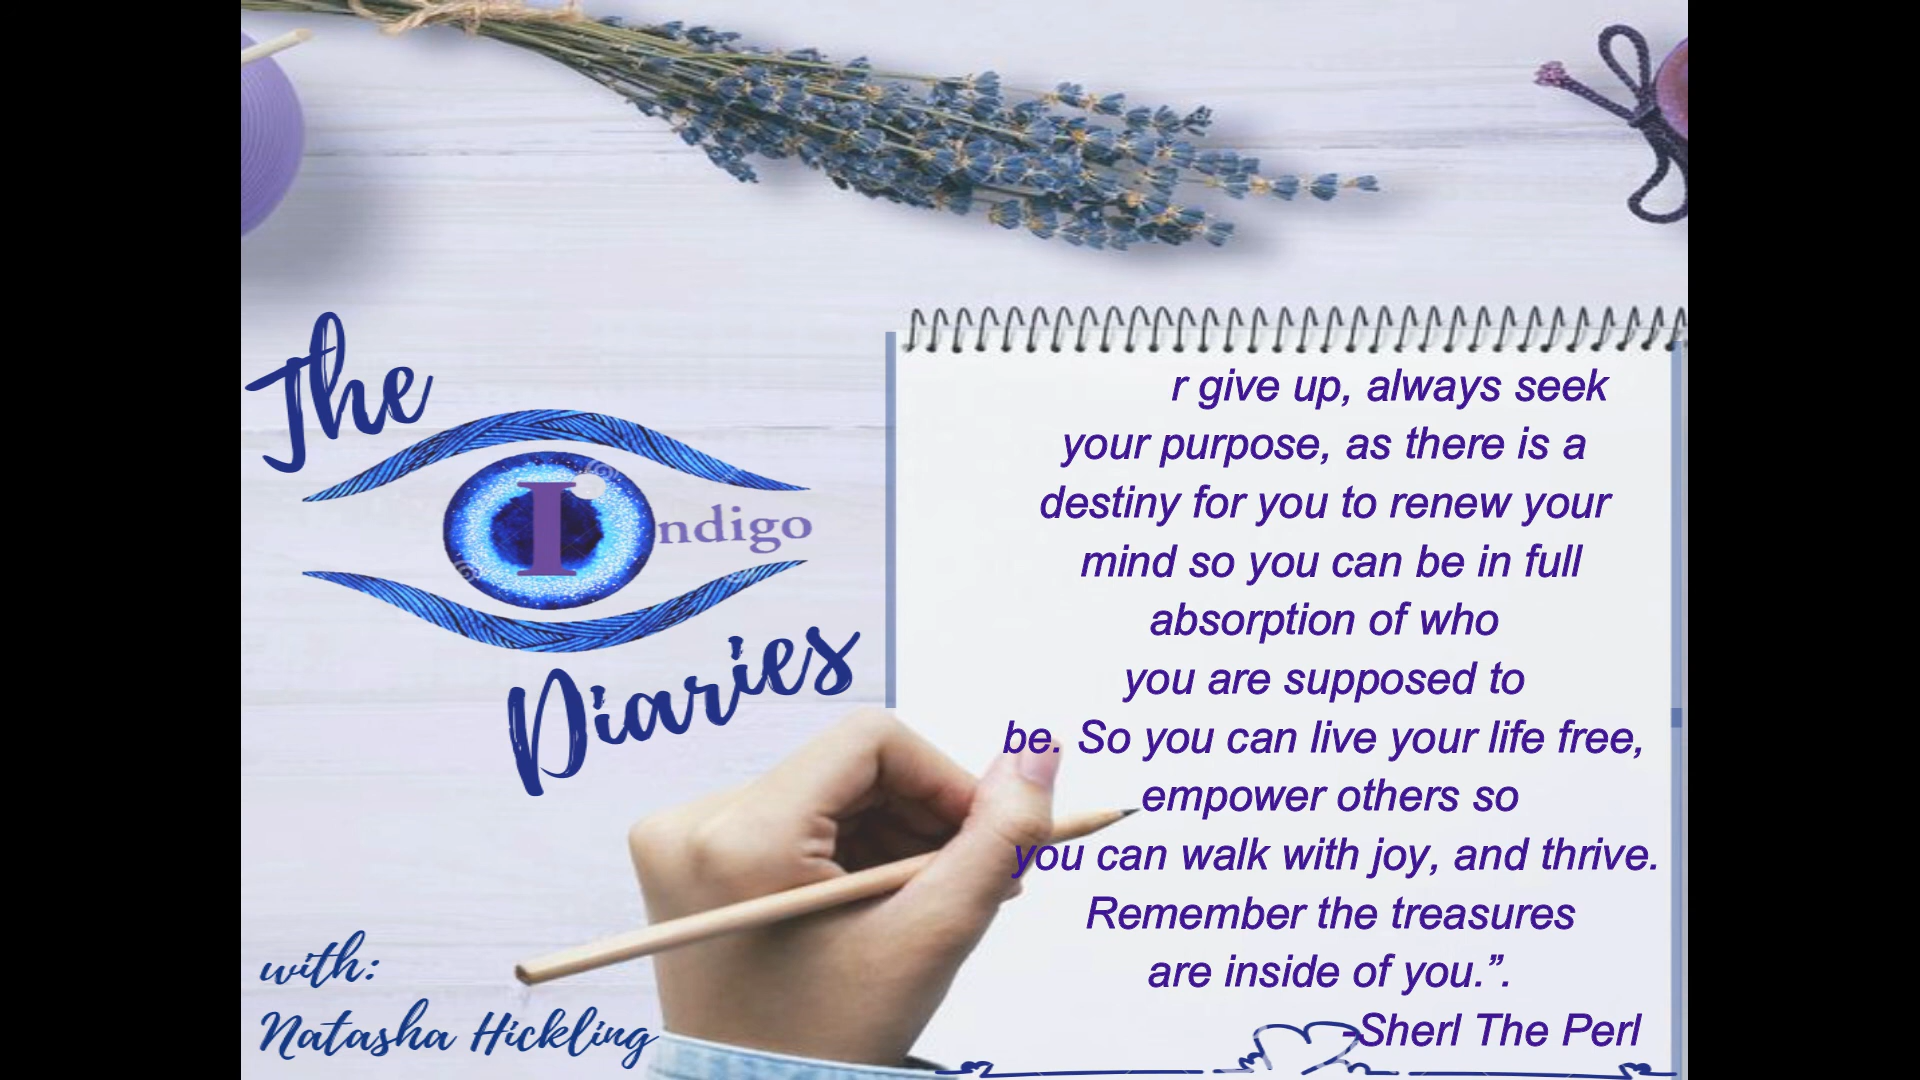 The
Indigo
Diaries
with:
Natasha Hickling
r give up, always seek
your purpose, as there is a
destiny for you to renew your
mind so you can be in full
absorption of who
you are supposed to
be. So you can live your life free,
empower others so
you can walk with joy, and thrive.
Remember the treasures
are inside of you.”.
-Sherl The Perl